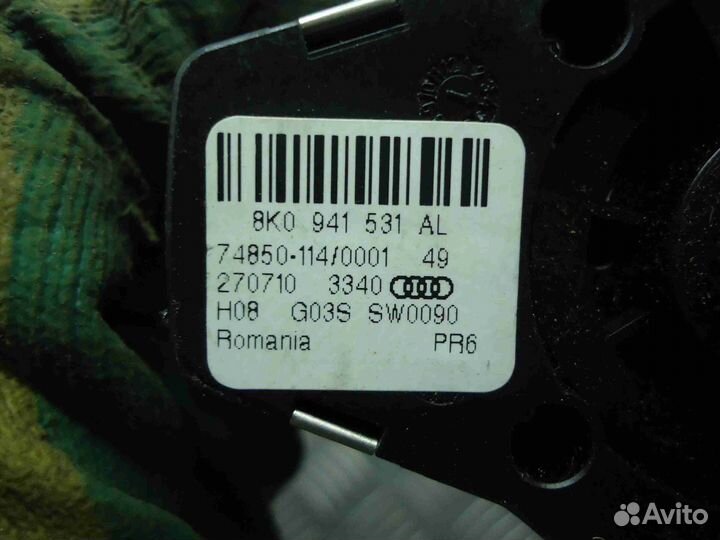 8K0 941 531 AL
74850-114/0001 49
270710 3340
H08 G03S SW0090
Romania PR6
Avito